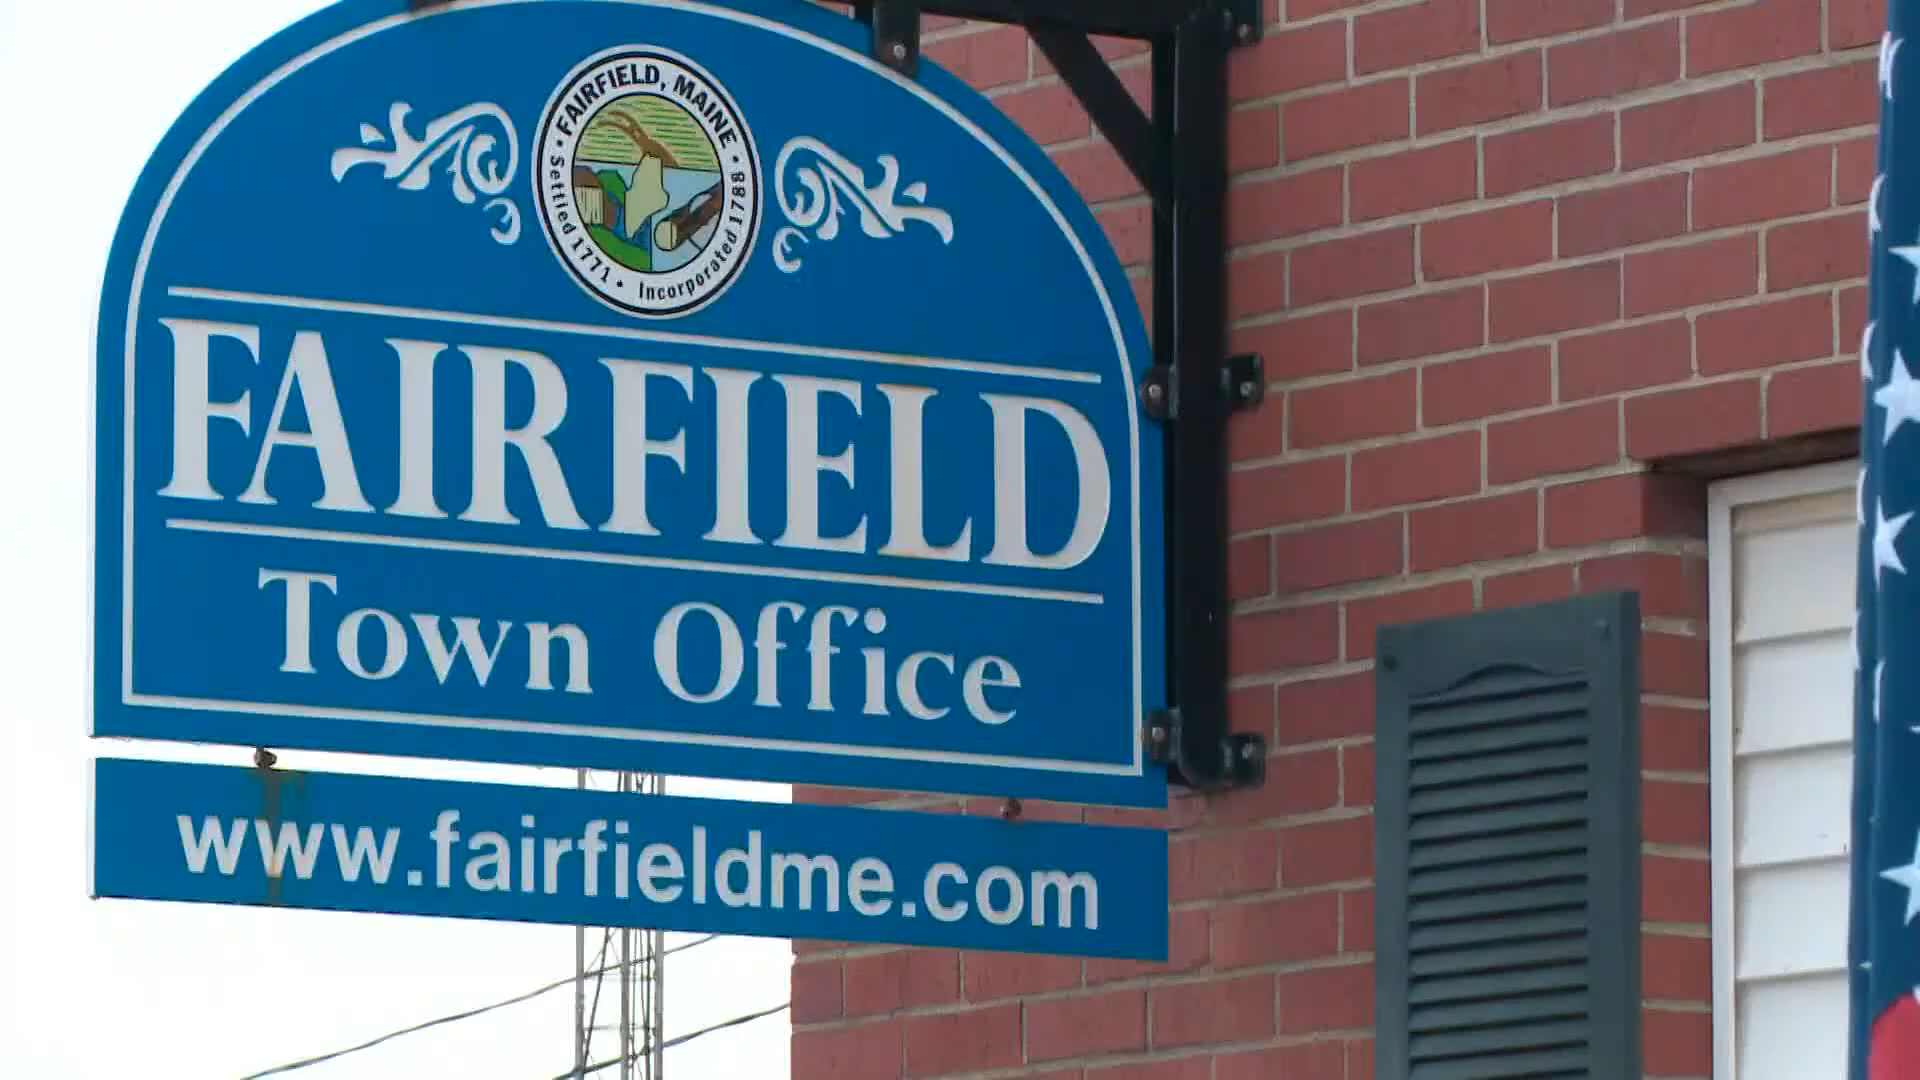 FAIRFIELD, MAINE
Settled 1771 • Incorporated 1788
FAIRFIELD
Town Office
www.fairfieldme.com